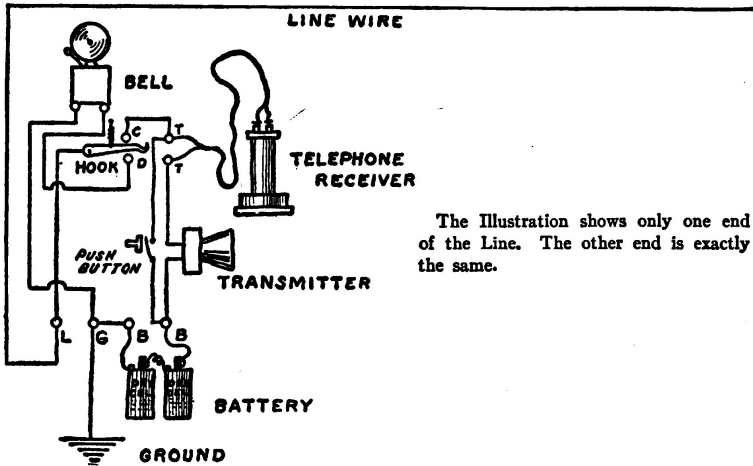 LINE WIRE
BELL
C
T
HOOK
D
T
TELEPHONE
RECEIVER
The Illustration shows only one end
of the Line. The other end is exactly
the same.
PUSH
BUTTON
TRANSMITTER
L
G
B
B
BATTERY
GROUND